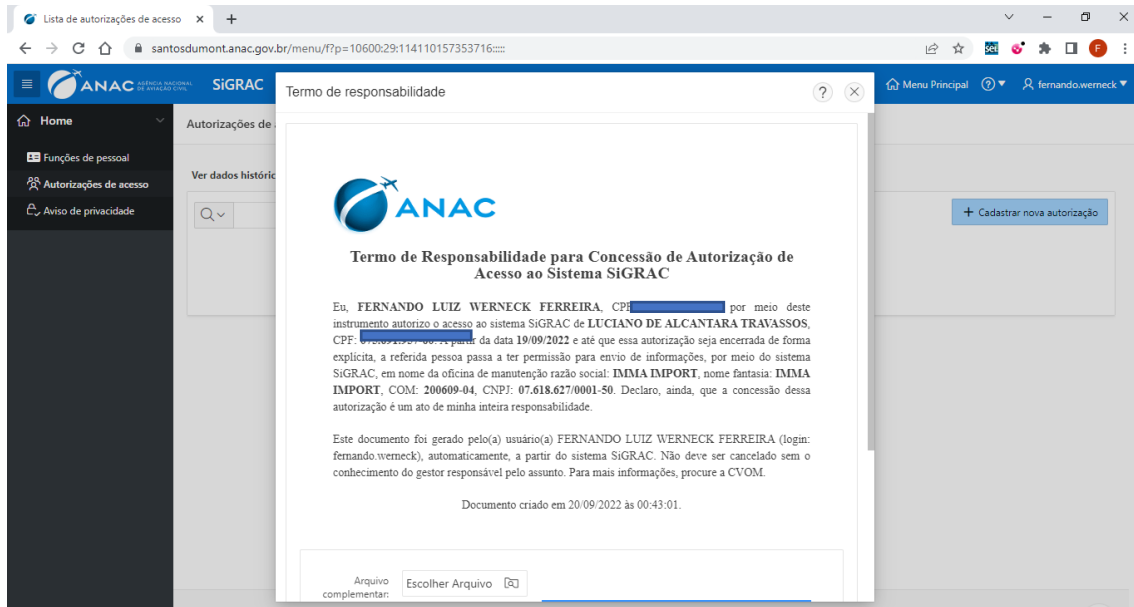 Lista de autorizações de acesso
santosdumont.anac.gov.br/menu/f?p=10600:29:114110157353716:::::
sei!
F
ANAC AGÊNCIA NACIONAL DE AVIAÇÃO CIVIL
SiGRAC
Menu Principal
fernando.werneck
Home
Funções de pessoal
Autorizações de acesso
Aviso de privacidade
Autorizações de
Ver dados históric
+ Cadastrar nova autorização
Termo de responsabilidade
ANAC
Termo de Responsabilidade para Concessão de Autorização de
Acesso ao Sistema SiGRAC
Eu, FERNANDO LUIZ WERNECK FERREIRA, CPF por meio deste
instrumento autorizo o acesso ao sistema SiGRAC de LUCIANO DE ALCANTARA TRAVASSOS,
CPF: A partir da data 19/09/2022 e até que essa autorização seja encerrada de forma
explícita, a referida pessoa passa a ter permissão para envio de informações, por meio do sistema
SiGRAC, em nome da oficina de manutenção razão social: IMMA IMPORT, nome fantasia: IMMA
IMPORT, COM: 200609-04, CNPJ: 07.618.627/0001-50. Declaro, ainda, que a concessão dessa
autorização é um ato de minha inteira responsabilidade.
Este documento foi gerado pelo(a) usuário(a) FERNANDO LUIZ WERNECK FERREIRA (login:
fernando.werneck), automaticamente, a partir do sistema SiGRAC. Não deve ser cancelado sem o
conhecimento do gestor responsável pelo assunto. Para mais informações, procure a CVOM.
Documento criado em 20/09/2022 às 00:43:01.
Arquivo
complementar:
Escolher Arquivo